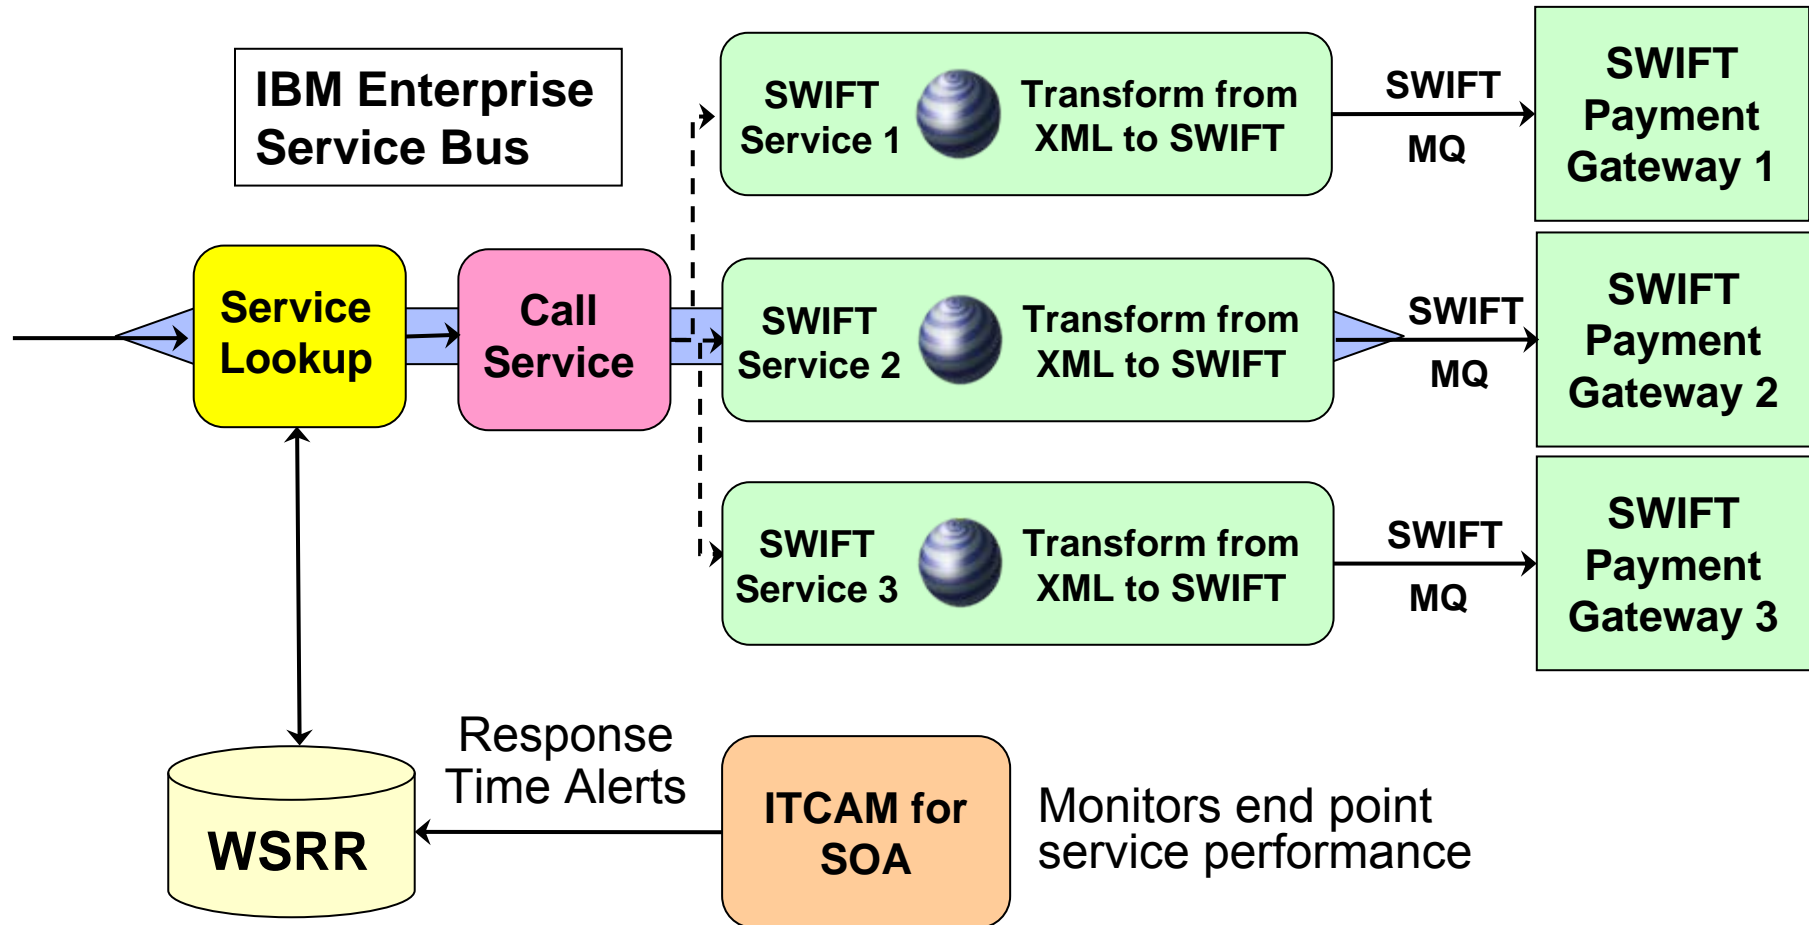 IBM Enterprise
Service Bus
SWIFT
Service 1
Transform from
XML to SWIFT
SWIFT
MQ
SWIFT
Payment
Gateway 1
Service
Lookup
Call
Service
SWIFT
Service 2
Transform from
XML to SWIFT
SWIFT
MQ
SWIFT
Payment
Gateway 2
SWIFT
Service 3
Transform from
XML to SWIFT
SWIFT
MQ
SWIFT
Payment
Gateway 3
WSRR
Response
Time Alerts
ITCAM for
SOA
Monitors end point
service performance